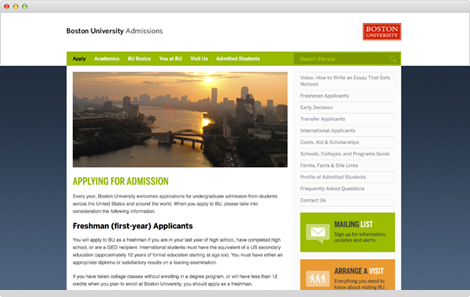 Boston University Admissions
BOSTON
UNIVERSITY
Apply Academics BU Basics You at BU Visit Us Admitted Students Search this site
APPLYING FOR ADMISSION
Every year, Boston University welcomes applications for undergraduate admission from students
across the United States and around the world. When you apply to BU, please take into
consideration the following information.
Freshman (first-year) Applicants
You will apply to BU as a freshman if you are in your last year of high school, have completed high
school, or are a GED recipient. International students must have the equivalent of a US secondary
education (approximately 12 years of formal education starting at age six). You must have either an
appropriate diploma or satisfactory results on a leaving examination.
If you have taken college classes without enrolling in a degree program, or will have less than 12
credits when you plan to enroll at Boston University, you should apply as a freshman.
Video: How to Write an Essay That Gets
Noticed
Freshman Applicants
Early Decision
Transfer Applicants
International Applicants
Costs, Aid & Scholarships
Schools, Colleges, and Programs Guide
Forms, Facts & Site Links
Profile of Admitted Students
Frequently Asked Questions
Contact Us
MAILING LIST
Sign up for information,
updates and alerts.
ARRANGE A VISIT
Everything you need to
know about visiting BU.